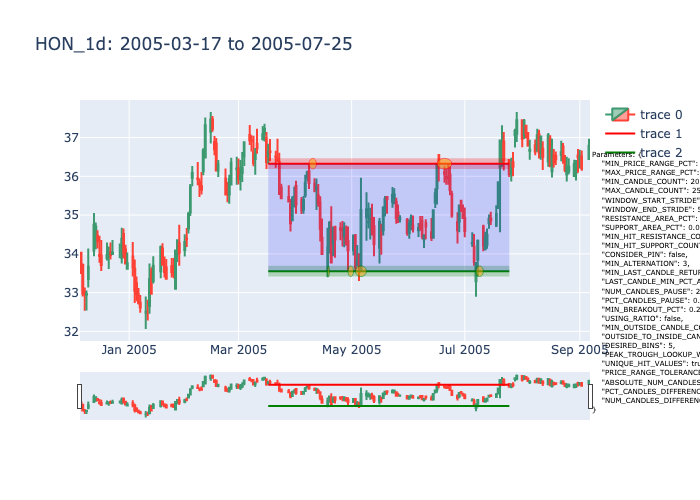 HON_1d: 2005-03-17 to 2005-07-25
trace 0
trace 1
trace 2
Parameters: {
"MIN_PRICE_RANGE_PCT":
"MAX_PRICE_RANGE_PCT":
"MIN_CANDLE_COUNT": 20
"MAX_CANDLE_COUNT": 25
"WINDOW_START_STRIDE"
"WINDOW_END_STRIDE": 5
"RESISTANCE_AREA_PCT":
"SUPPORT_AREA_PCT": 0.0
"MIN_HIT_RESISTANCE_CO
"MIN_HIT_SUPPORT_COUNT
"CONSIDER_PIN": false,
"MIN_ALTERNATION": 3,
"MIN_LAST_CANDLE_RETUR
"LAST_CANDLE_MIN_PCT_A
"NUM_CANDLES_PAUSE": 2
"PCT_CANDLES_PAUSE": 0.
"MIN_BREAKOUT_PCT": 0.2
"USING_RATIO": false,
"MIN_OUTSIDE_CANDLE_CO
"OUTSIDE_TO_INSIDE_CAN
"DESIRED_BINS": 5,
"PEAK_TROUGH_LOOKUP_W
"UNIQUE_HIT_VALUES": tru
"PRICE_RANGE_TOLERANC
"ABSOLUTE_NUM_CANDLES
"PCT_CANDLES_DIFFERENC
"NUM_CANDLES_DIFFEREN
}
37
36
35
34
33
32
Jan 2005
Mar 2005
May 2005
Jul 2005
Sep 2005